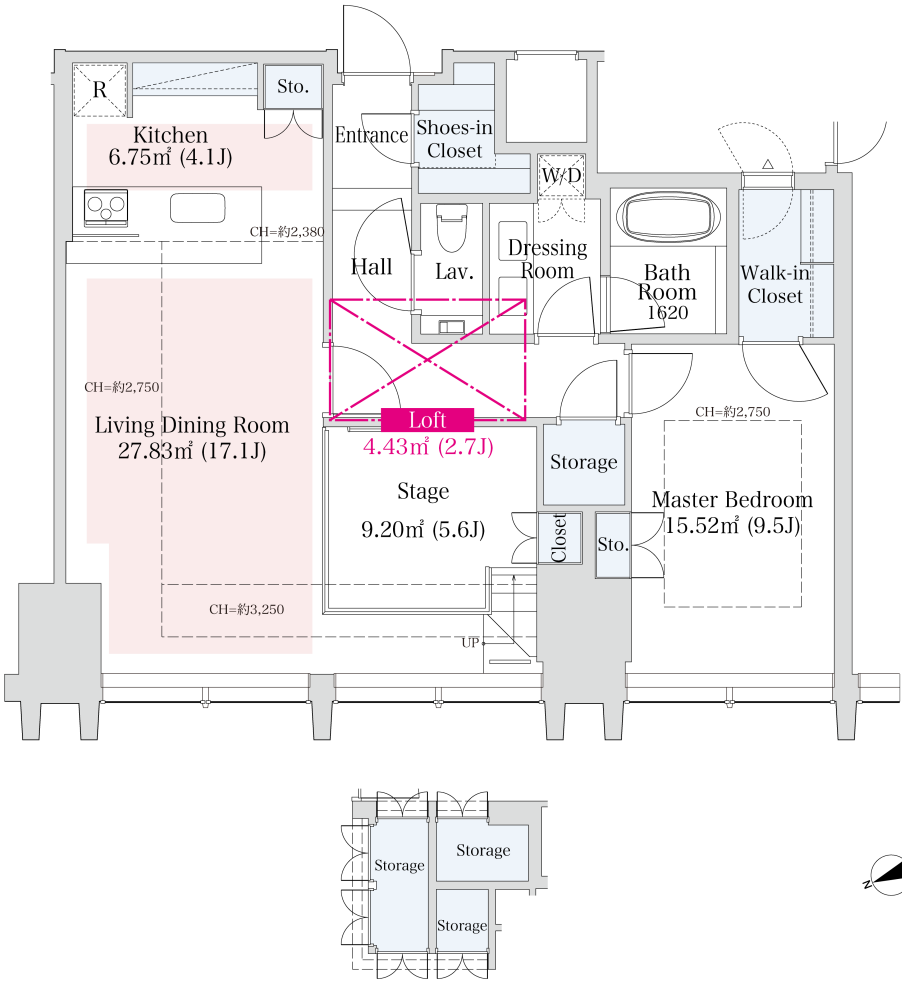 R
Sto.
Kitchen
6.75㎡ (4.1J)
Entrance
Shoes-in
Closet
W/D
CH=約2,380
Hall
Lav.
Dressing
Room
Bath
Room
1620
Walk-in
Closet
CH=約2,750
Living Dining Room
27.83㎡ (17.1J)
Loft
4.43㎡ (2.7J)
CH=約2,750
Stage
9.20㎡ (5.6J)
Storage
Closet
Sto.
Master Bedroom
15.52㎡ (9.5J)
CH=約3,250
UP
Storage
Storage
Storage
N